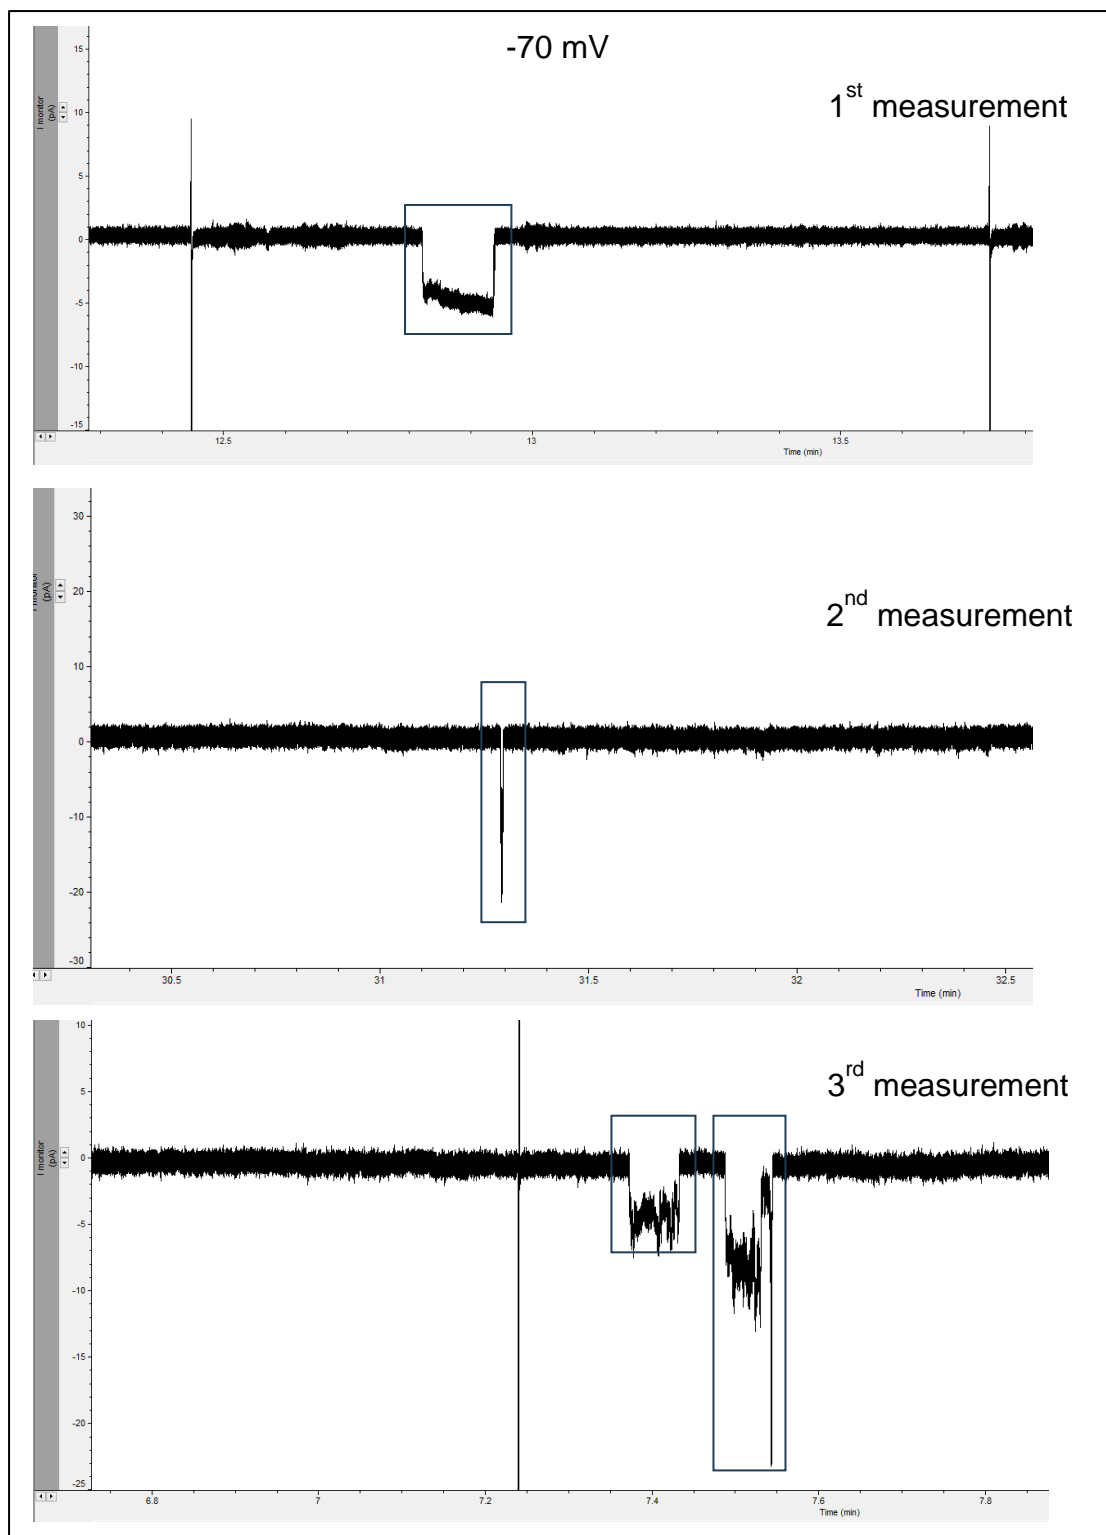 -70 mV
1st measurement
I monitor
(pA)
15
10
5
0
-5
-10
-15
12.5
13
13.5
Time (min)
2nd measurement
I monitor
(pA)
30
20
10
0
-10
-20
-30
30.5
31
31.5
32
32.5
Time (min)
3rd measurement
I monitor
(pA)
10
5
0
-5
-10
-15
-20
-25
6.8
7
7.2
7.4
7.6
7.8
Time (min)